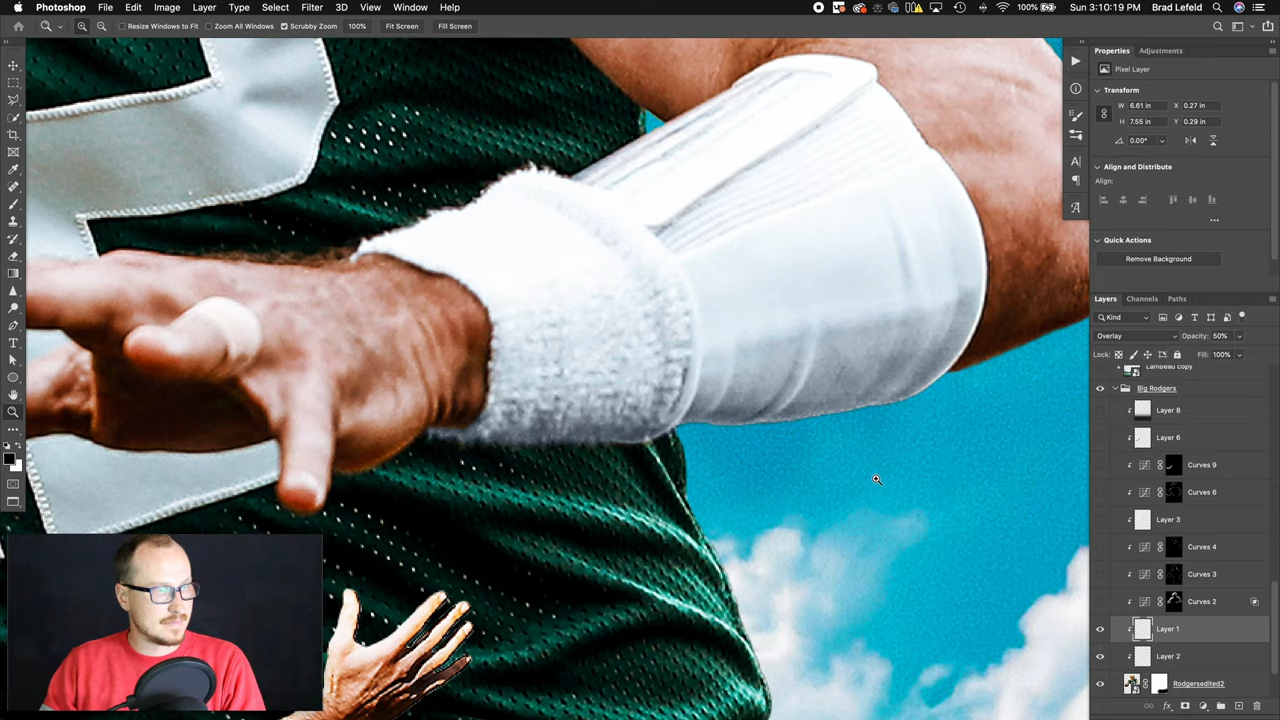 Photoshop File Edit Image Layer Type Select Filter 3D View Window Help 100% Sun 3:10:19 PM Brad Lefeld
Resize Windows to Fit Zoom All Windows Scrubby Zoom 100% Fit Screen Fill Screen
Properties Adjustments
Pixel Layer
Transform
W 6.61 in X 0.27 in
H 7.55 in Y 0.29 in
0.00°
Align and Distribute
Align:
Quick Actions
Remove Background
Layers Channels Paths
Kind
Overlay Opacity: 50%
Lock: Fill: 100%
Lambeau copy
Big Rodgers
Layer 8
Layer 6
Curves 9
Curves 6
Layer 3
Curves 4
Curves 3
Curves 2
Layer 1
Layer 2
Rodgersedited2